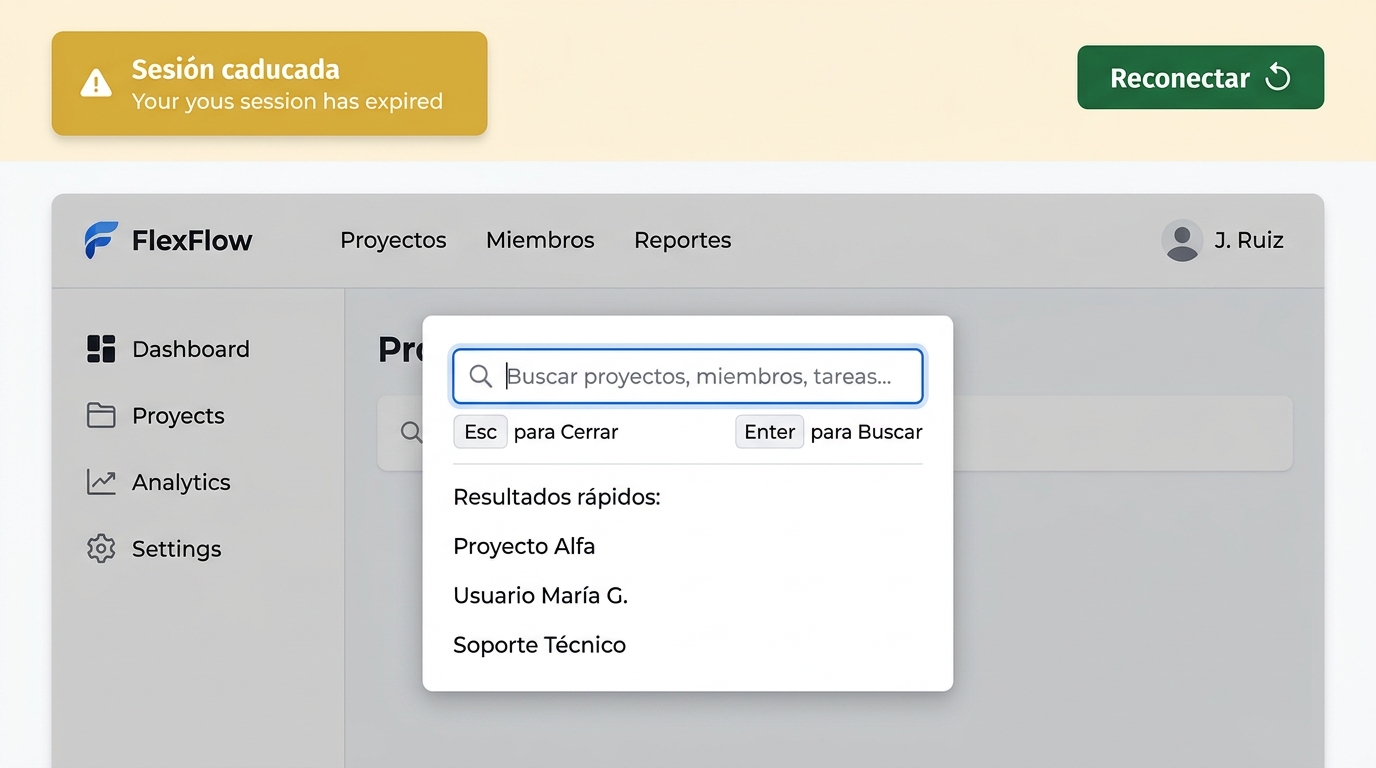 Sesión caducada
Your yous session has expired
Reconectar
FlexFlow
Proyectos
Miembros
Reportes
J. Ruiz
Dashboard
Proyects
Analytics
Settings
Buscar proyectos, miembros, tareas...
Esc para Cerrar
Enter para Buscar
Resultados rápidos:
Proyecto Alfa
Usuario María G.
Soporte Técnico